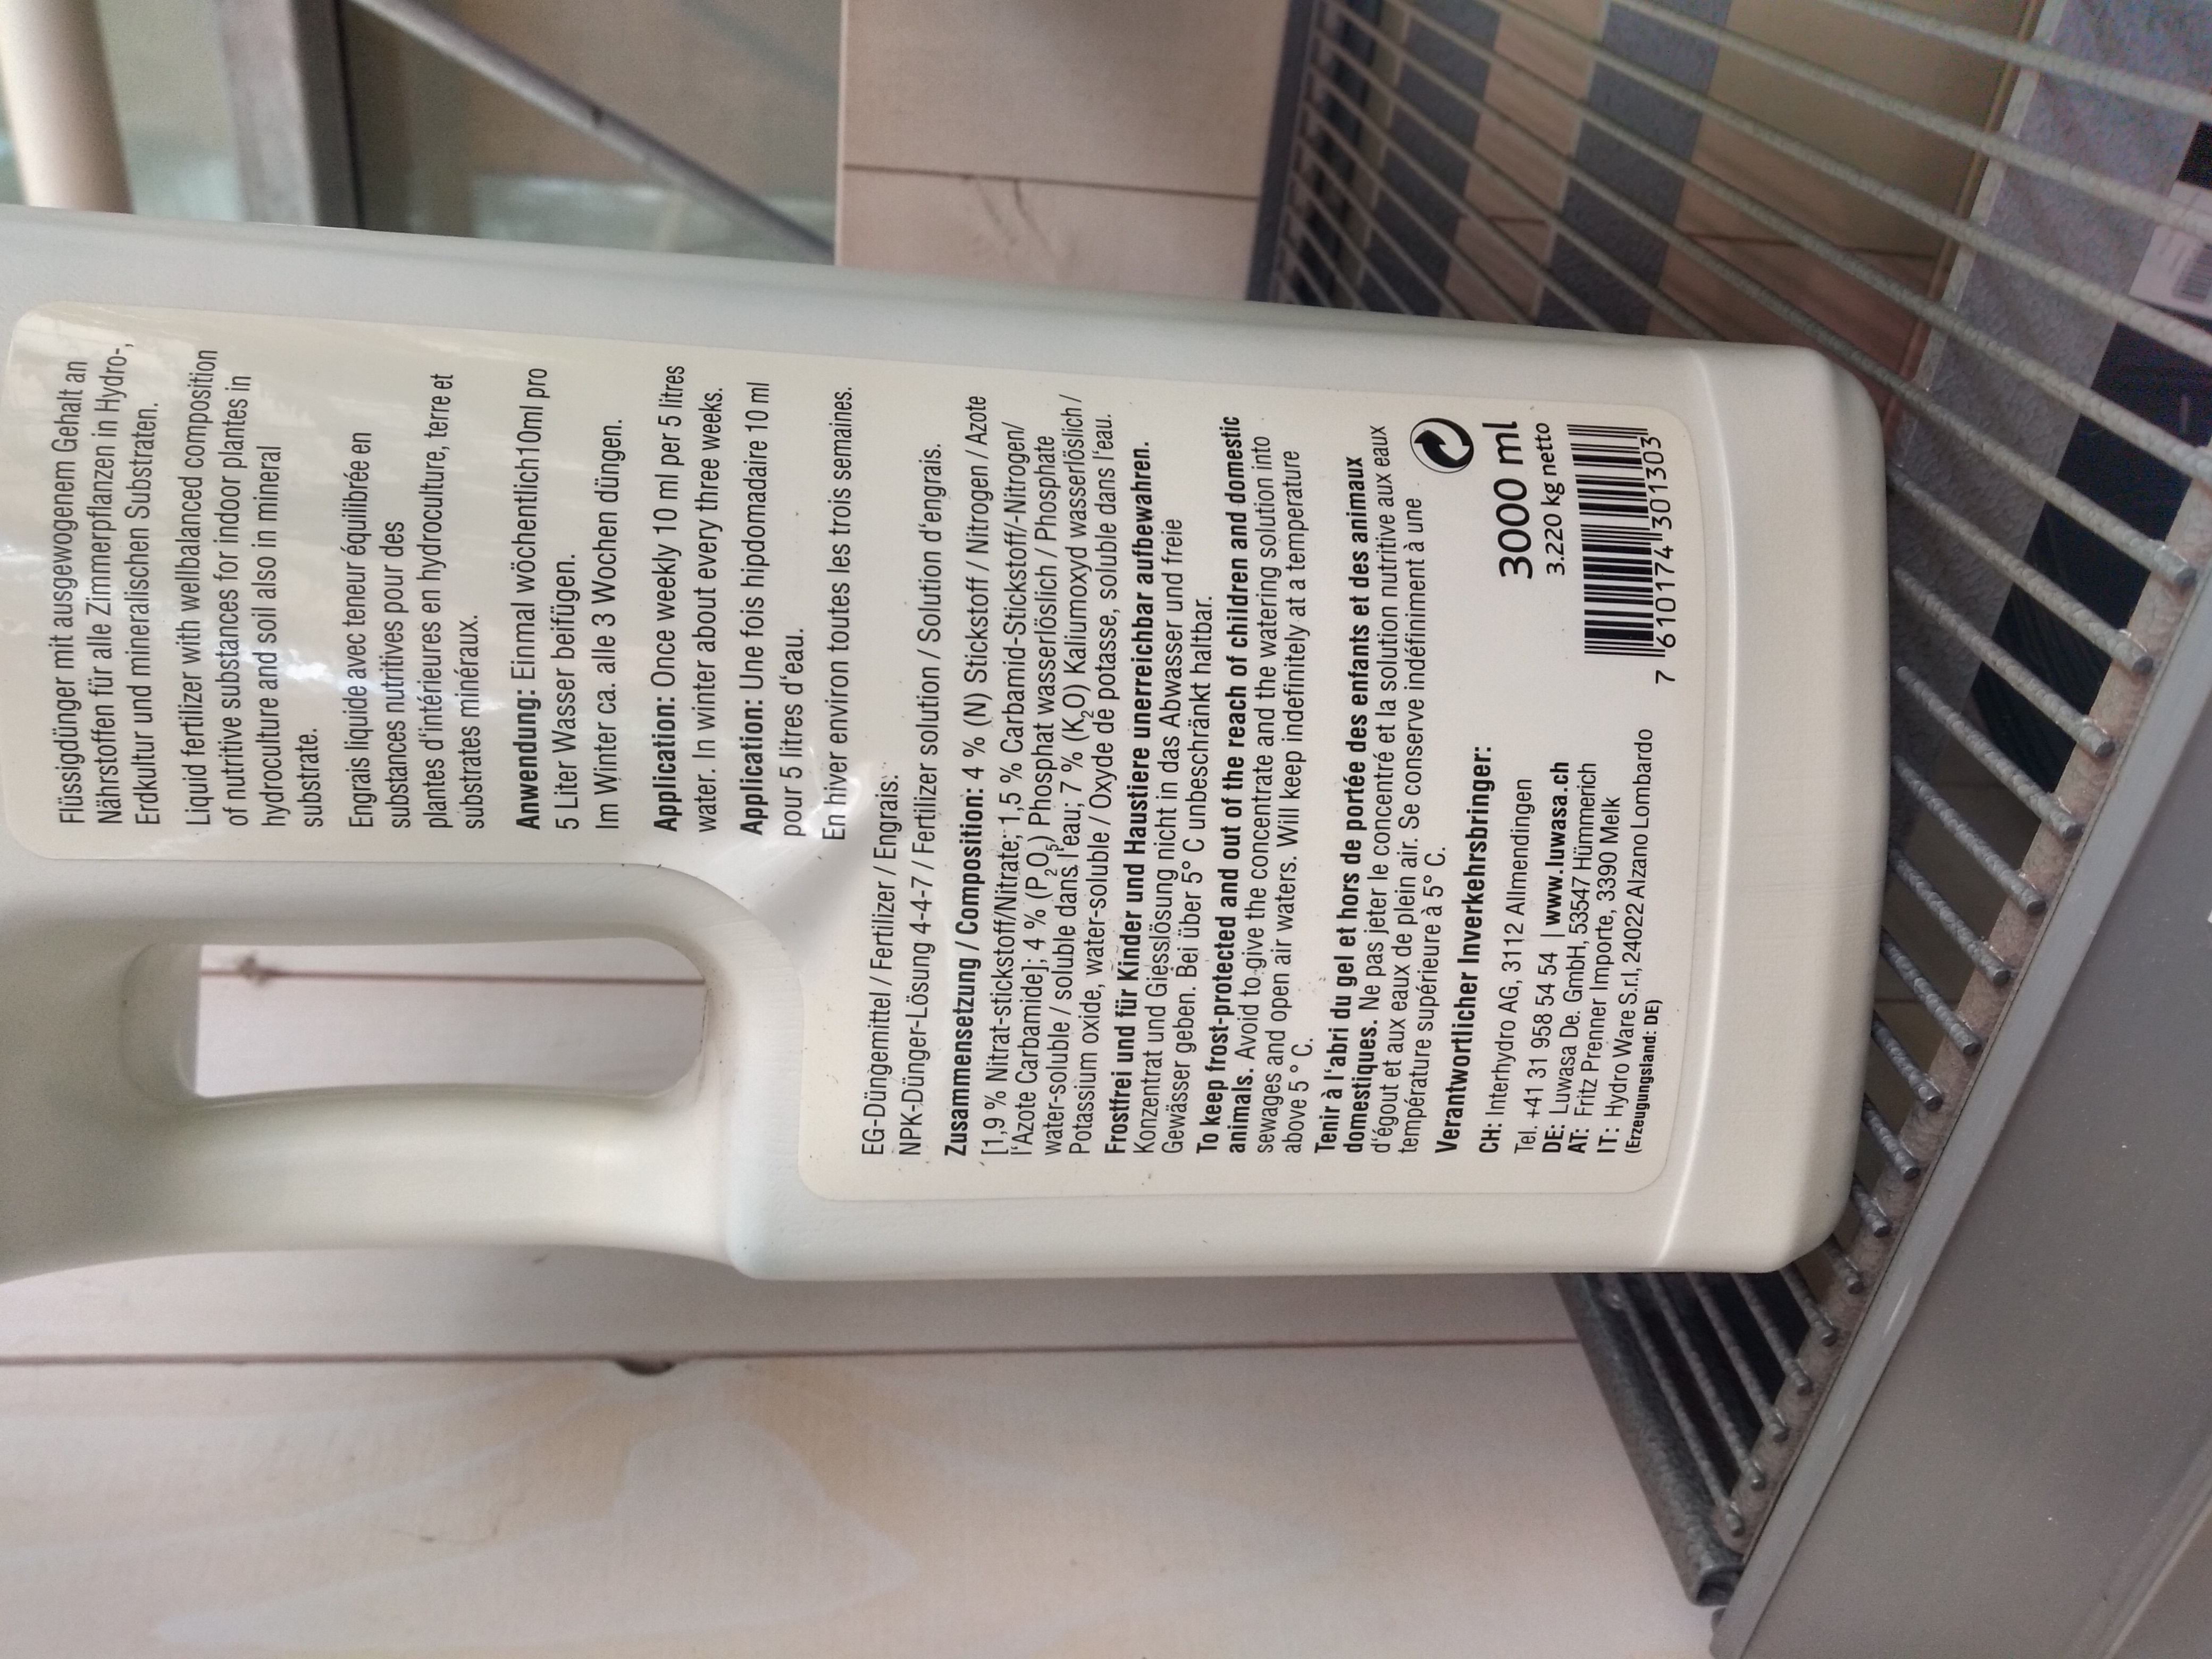 Flüssigdünger mit ausgewogenem Gehalt an
Nährstoffen für alle Zimmerpflanzen in Hydro-,
Erdkultur und mineralischen Substraten.
Liquid fertilizer with wellbalanced composition
of nutritive substances for indoor plantes in
hydroculture and soil also in mineral
substrate.
Engrais liquide avec teneur équilibrée en
substances nutritives pour des
plantes d'intérieures en hydroculture, terre et
substrates minéraux.
Anwendung: Einmal wöchentlich10ml pro
5 Liter Wasser beifügen.
Im Winter ca. alle 3 Wochen düngen.
Application: Once weekly 10 ml per 5 litres
water. In winter about every three weeks.
Application: Une fois hipdomadaire 10 ml
pour 5 litres d'eau.
En hiver environ toutes les trois semaines.
EG-Düngemittel / Fertilizer / Engrais:
NPK-Dünger-Lösung 4-4-7 / Fertilizer solution / Solution d'engrais.
Zusammensetzung / Composition: 4 % (N) Stickstoff / Nitrogen / Azote
[1,9 % Nitrat-stickstoff/Nitrate; 1,5 % Carbamid-Stickstoff/-Nitrogen/
l'Azote Carbamide]; 4 % (P₂O₅) Phosphat wasserlöslich / Phosphate
water-soluble / soluble dans l'eau; 7 % (K₂O) Kaliumoxyd wasserlöslich /
Potassium oxide, water-soluble / Oxyde de potasse, soluble dans l'eau.
Frostfrei und für Kinder und Haustiere unerreichbar aufbewahren.
Konzentrat und Giesslösung nicht in das Abwasser und freie
Gewässer geben. Bei über 5° C unbeschränkt haltbar.
To keep frost-protected and out of the reach of children and domestic
animals. Avoid to give the concentrate and the watering solution into
sewages and open air waters. Will keep indefinitely at a temperature
above 5 ° C.
Tenir à l'abri du gel et hors de portée des enfants et des animaux
domestiques. Ne pas jeter le concentré et la solution nutritive aux eaux
d'égout et aux eaux de plein air. Se conserve indéfiniment à une
température supérieure à 5° C.
Verantwortlicher Inverkehrsbringer:
CH: Interhydro AG, 3112 Allmendingen
Tel. +41 31 958 54 54 | www.luwasa.ch
DE: Luwasa De. GmbH, 53547 Hümmerich
AT: Fritz Prenner Importe, 3390 Melk
IT: Hydro Ware S.r.l, 24022 Alzano Lombardo
(Erzeugungsland: DE)
3000 ml
3.220 kg netto
7 610174 301303